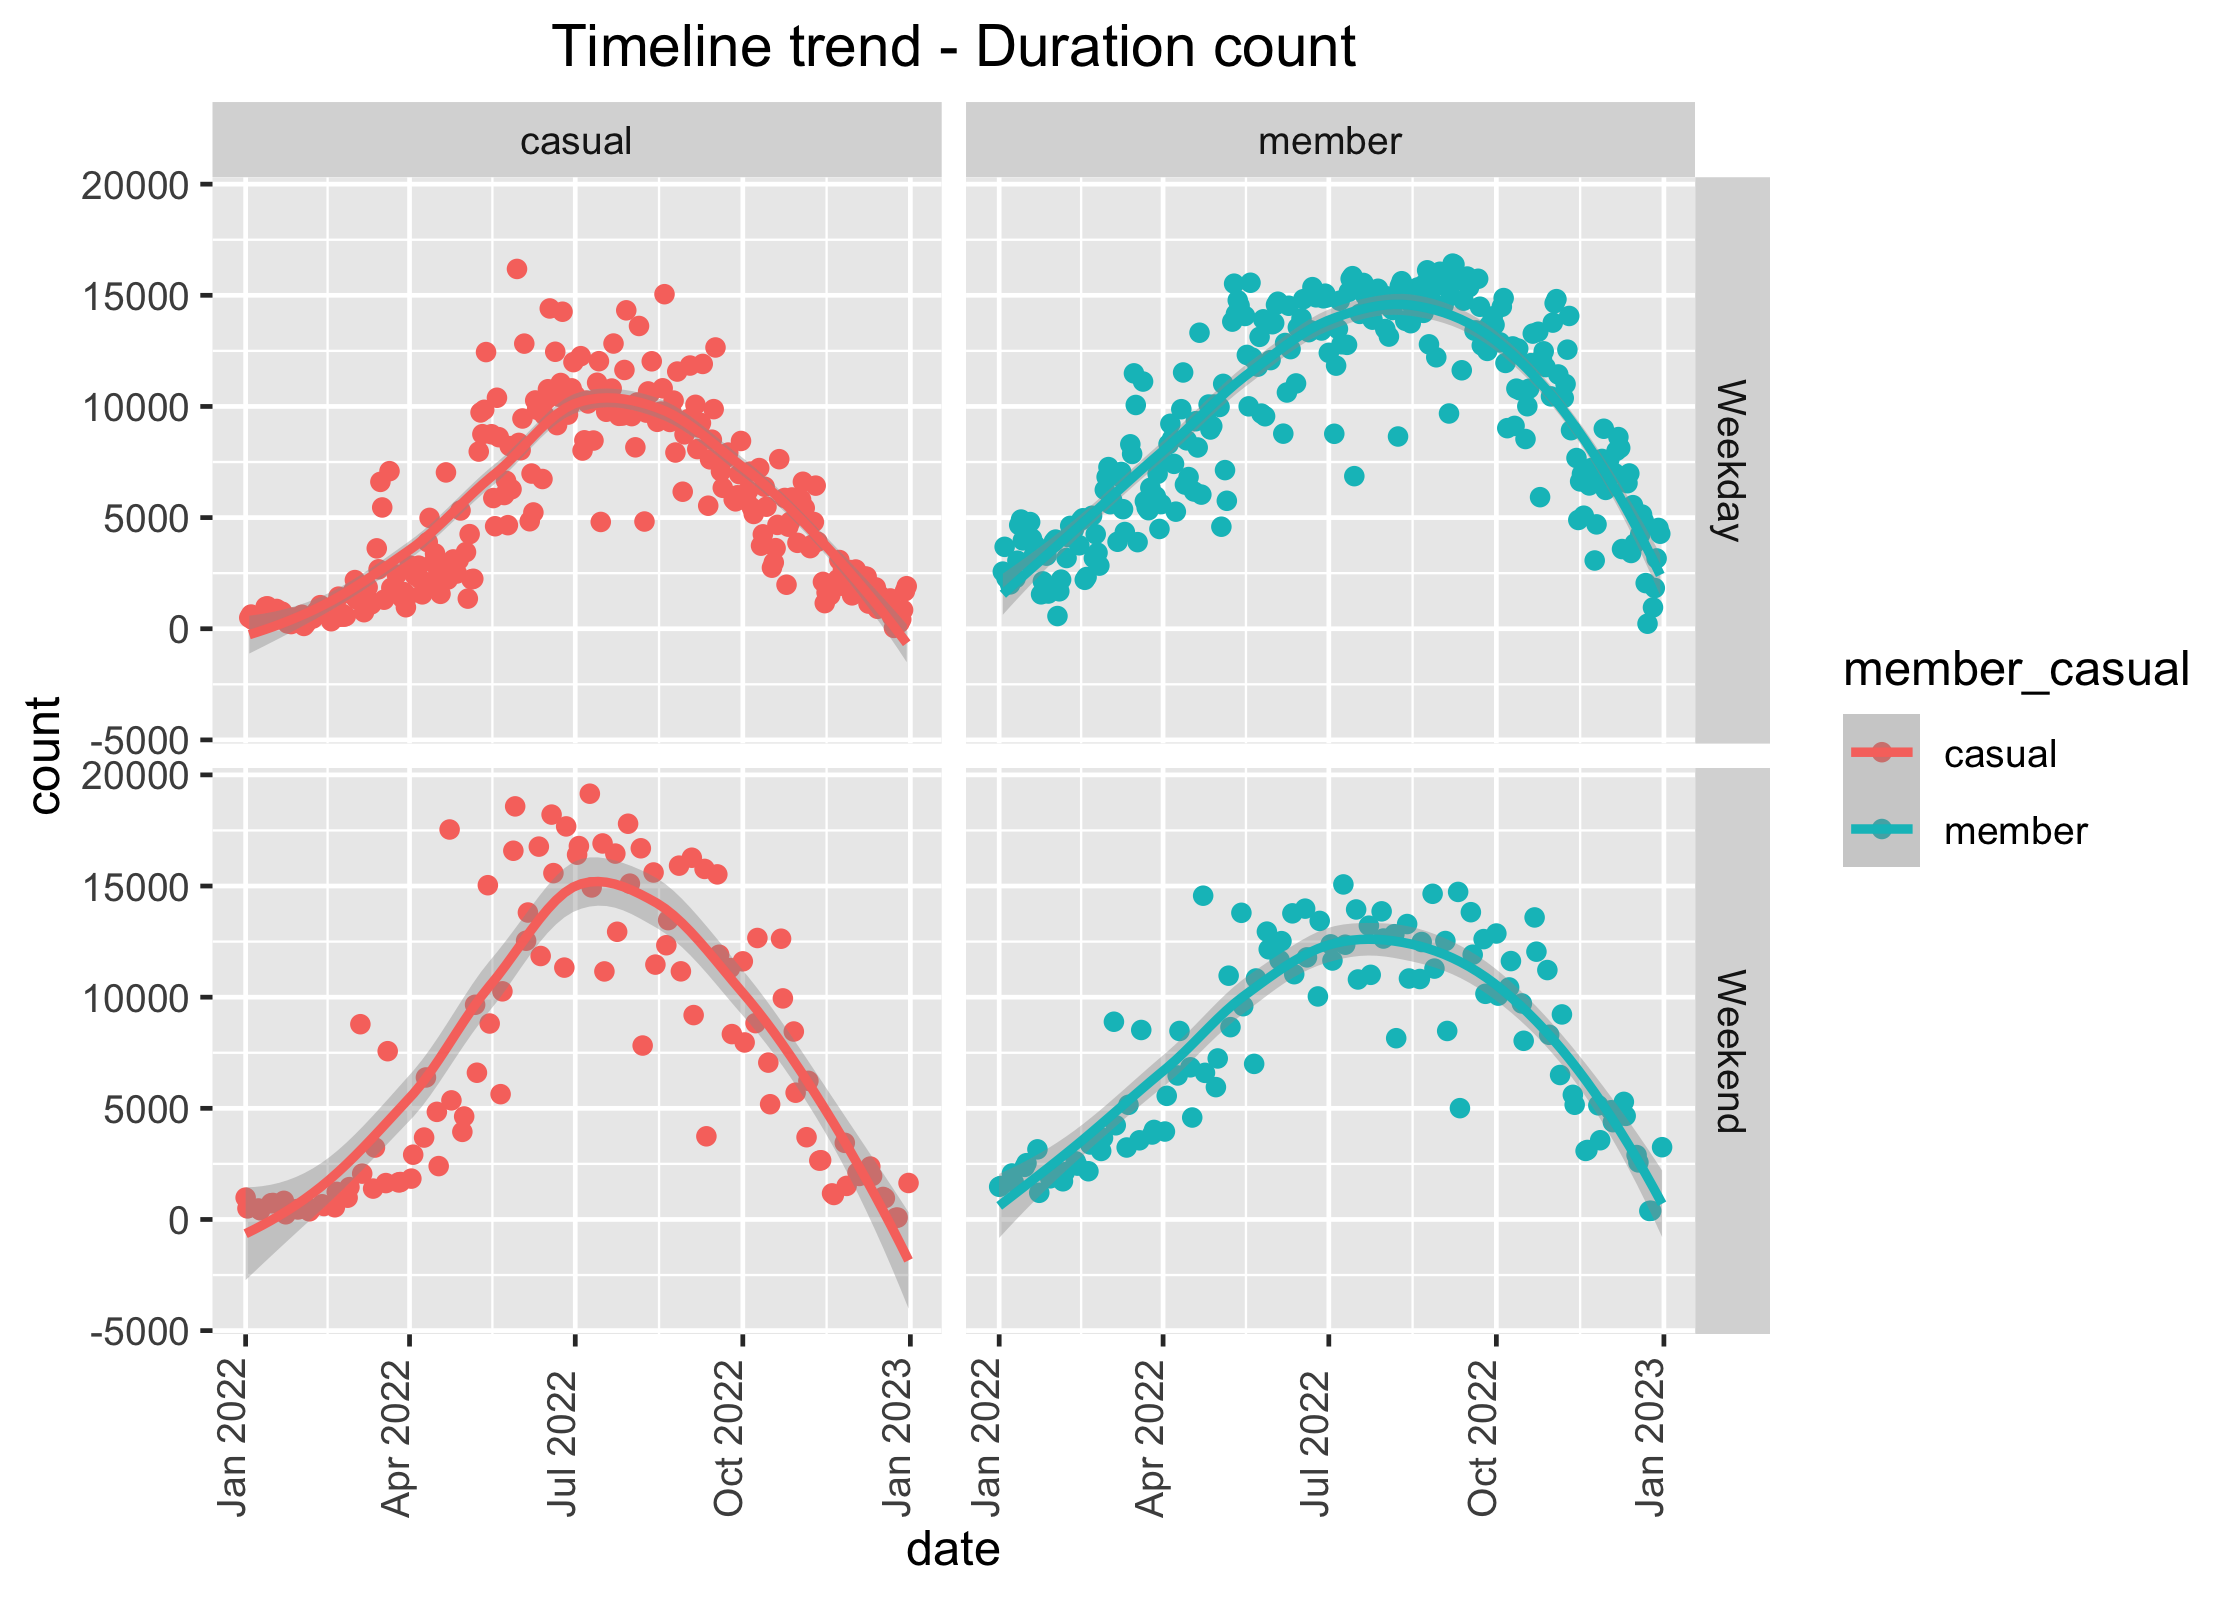 Timeline trend - Duration count
casual
member
20000
15000
10000
5000
0
-5000
Weekday
20000
15000
10000
5000
0
-5000
Weekend
count
Jan 2022
Apr 2022
Jul 2022
Oct 2022
Jan 2023
Jan 2022
Apr 2022
Jul 2022
Oct 2022
Jan 2023
date
member_casual
casual
member